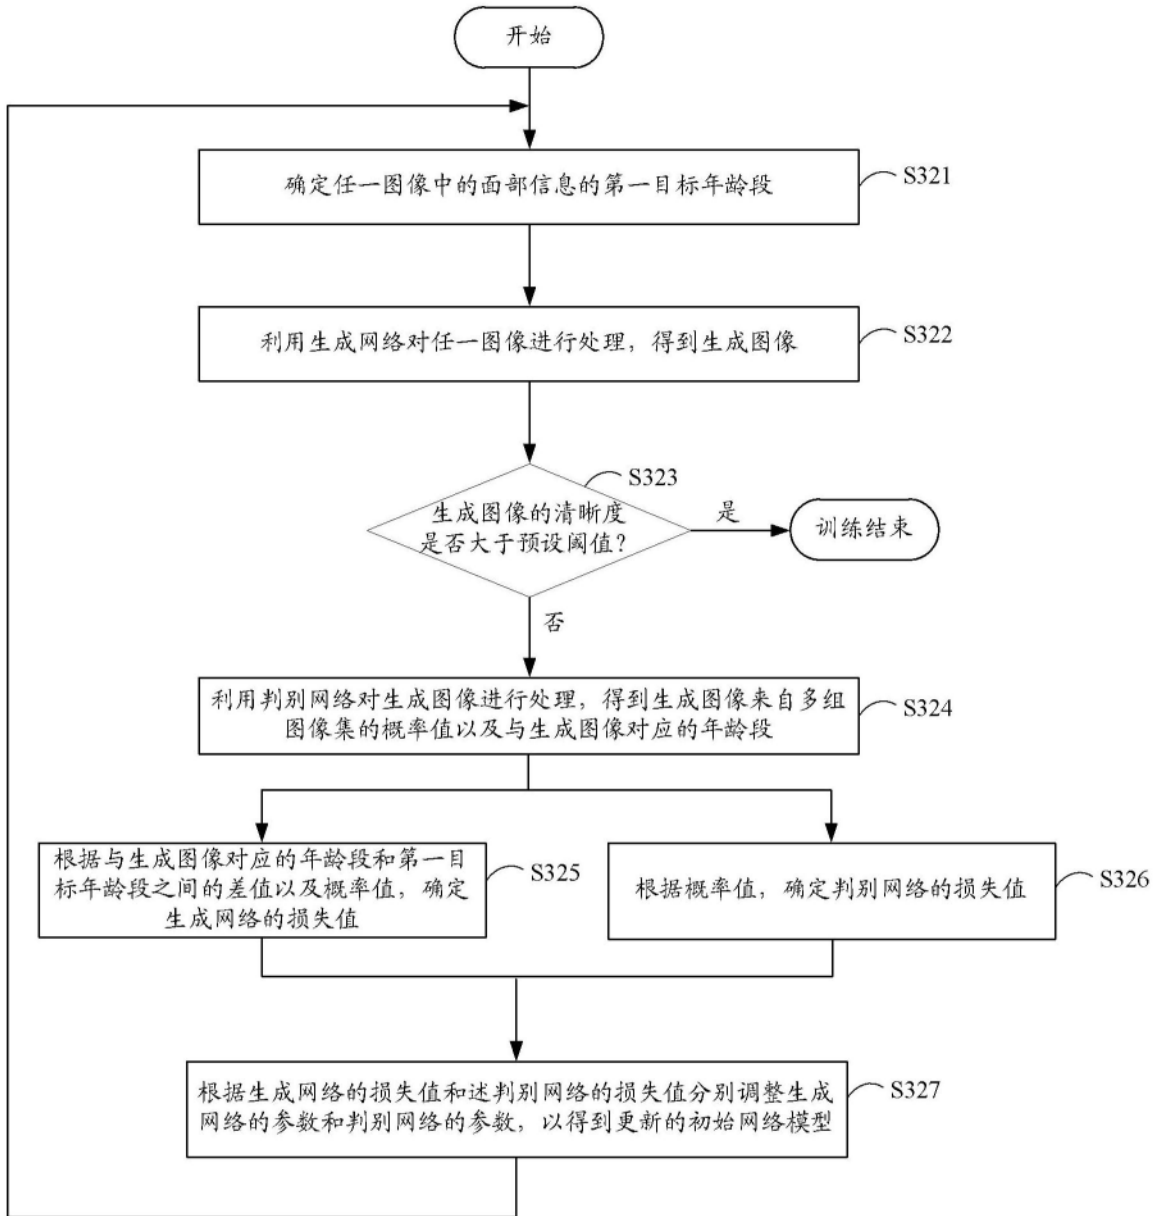 开始
确定任一图像中的面部信息的第一目标年龄段
S321
利用生成网络对任一图像进行处理，得到生成图像
S322
S323
生成图像的清晰度
是否大于预设阈值？
是
训练结束
否
利用判别网络对生成图像进行处理，得到生成图像来自多组
图像集的概率值以及与生成图像对应的年龄段
S324
根据与生成图像对应的年龄段和第一目
标年龄段之间的差值以及概率值，确定
生成网络的损失值
S325
根据概率值，确定判别网络的损失值
S326
根据生成网络的损失值和述判别网络的损失值分别调整生成
网络的参数和判别网络的参数，以得到更新的初始网络模型
S327